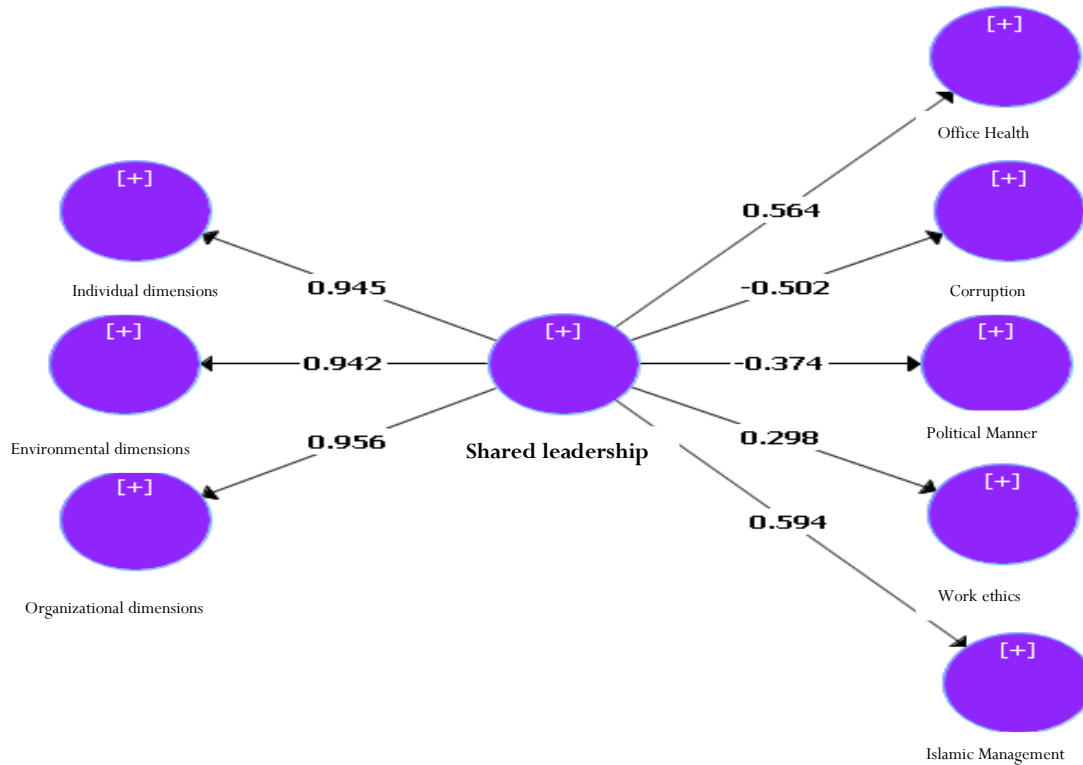 [+]
Office Health
[+]
[+]
0.564
Individual dimensions
0.945
-0.502
Corruption
[+]
[+]
[+]
0.942
-0.374
Environmental dimensions
0.956
Shared leadership
0.298
Political Manner
[+]
[+]
0.594
Organizational dimensions
Work ethics
[+]
Islamic Management